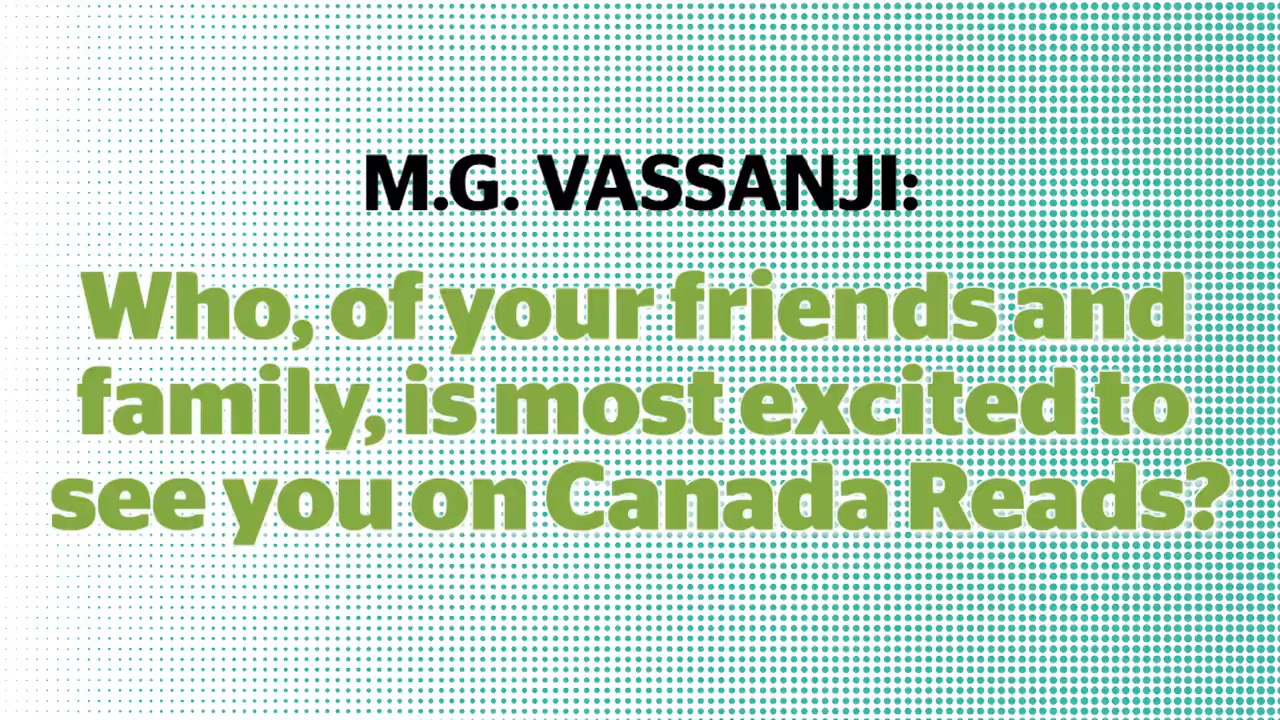 M.G. VASSANJI:
Who, of your friends and
family, is most excited to
see you on Canada Reads?